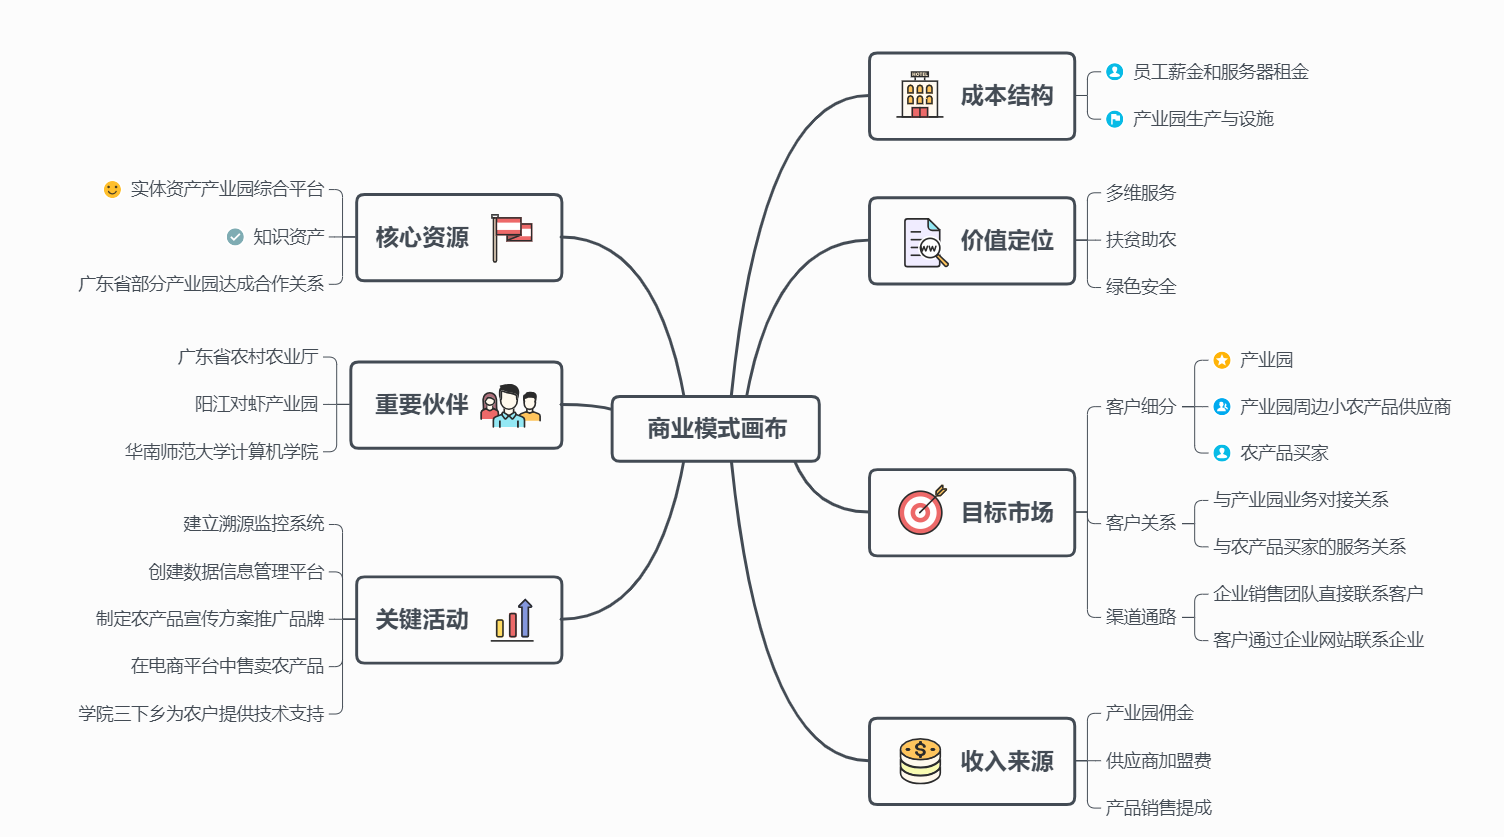 商业模式画布
成本结构
HOTEL
员工薪金和服务器租金
产业园生产与设施
价值定位
WW
多维服务
扶贫助农
绿色安全
目标市场
客户细分
产业园
产业园周边小农产品供应商
农产品买家
客户关系
与产业园业务对接关系
与农产品买家的服务关系
渠道通路
企业销售团队直接联系客户
客户通过企业网站联系企业
收入来源
$
产业园佣金
供应商加盟费
产品销售提成
核心资源
实体资产产业园综合平台
知识资产
广东省部分产业园达成合作关系
重要伙伴
广东省农村农业厅
阳江对虾产业园
华南师范大学计算机学院
关键活动
建立溯源监控系统
创建数据信息管理平台
制定农产品宣传方案推广品牌
在电商平台中售卖农产品
学院三下乡为农户提供技术支持